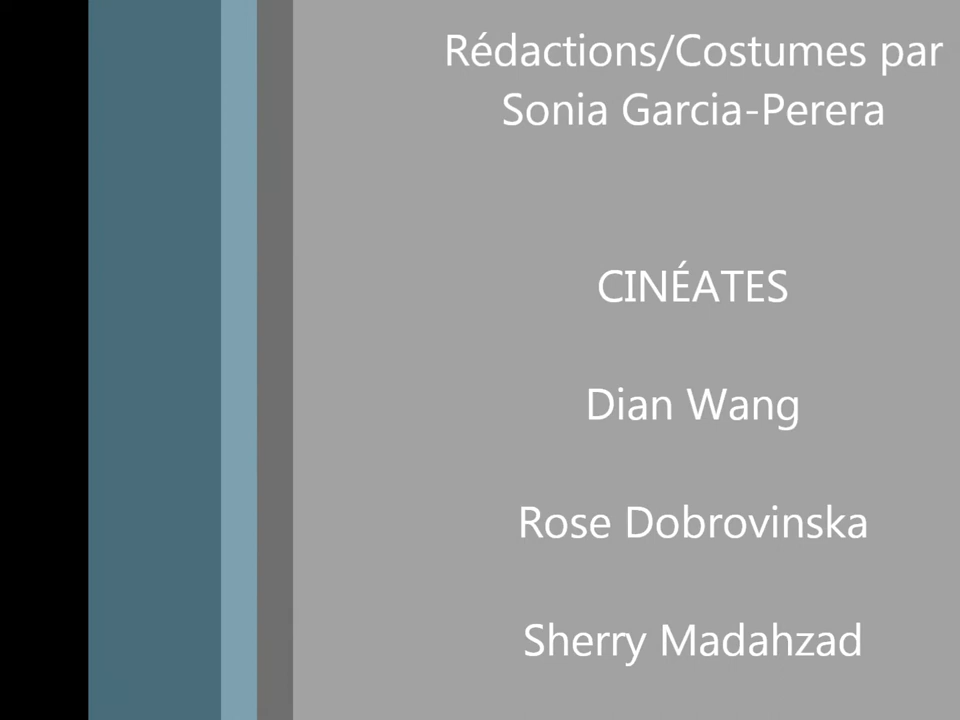 Rédactions/Costumes par
Sonia Garcia-Perera
CINÉATES
Dian Wang
Rose Dobrovinska
Sherry Madahzad